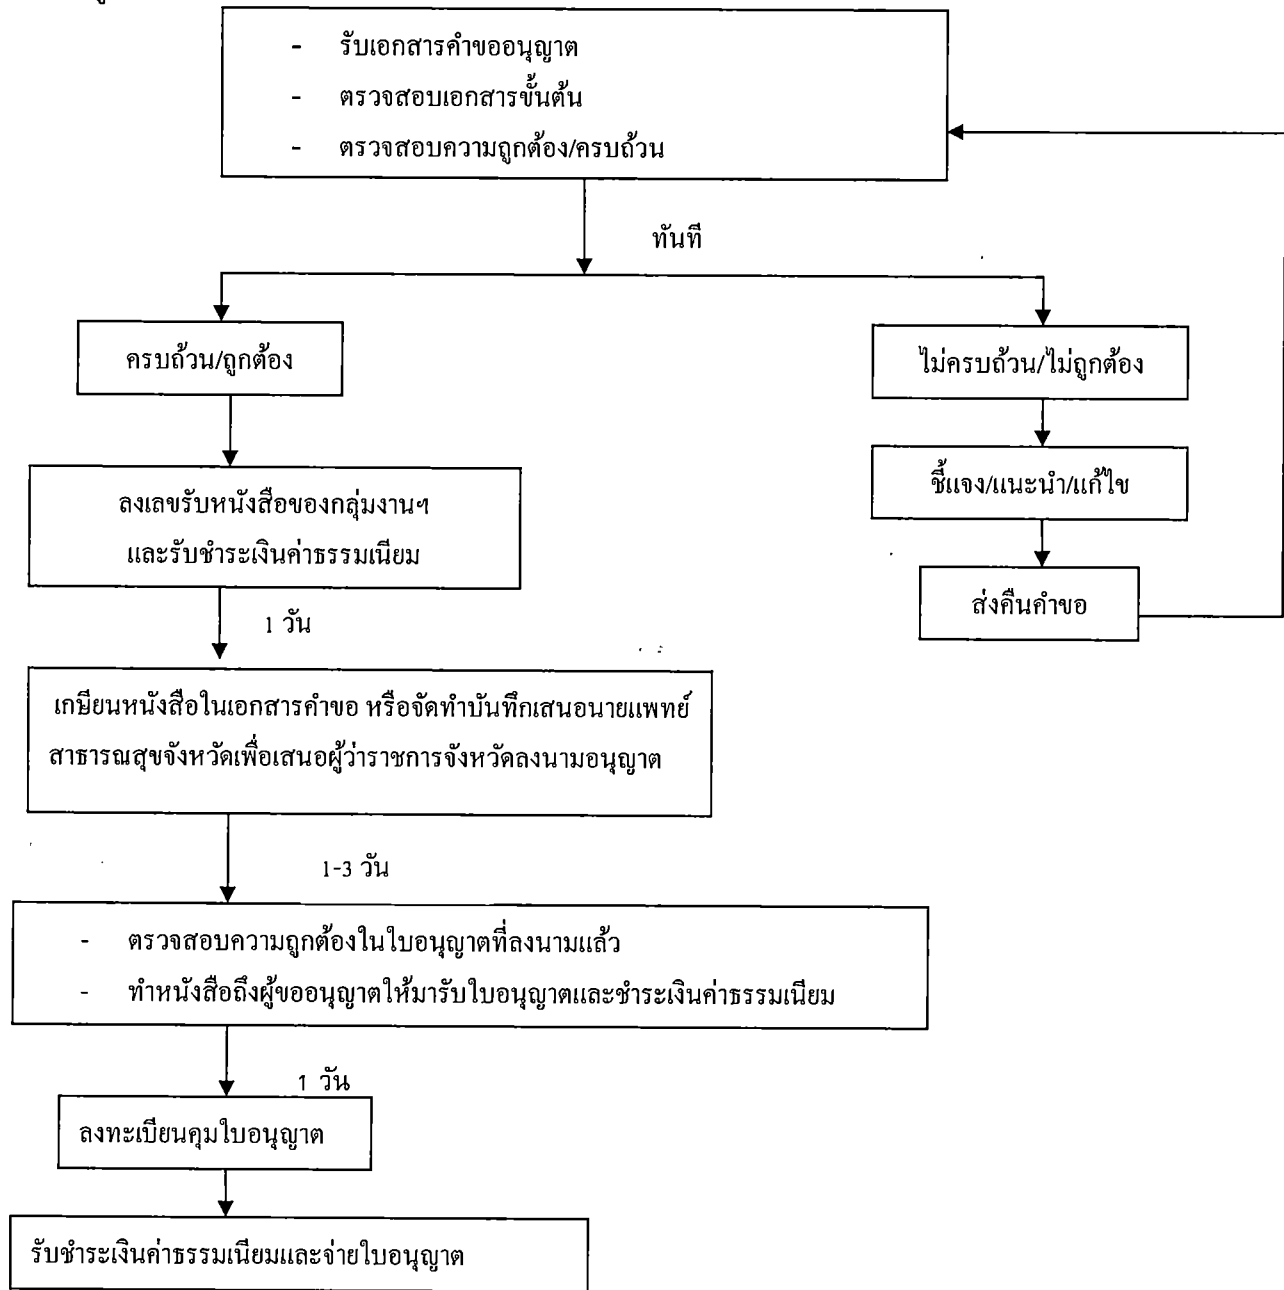 - รับเอกสารคำขออนุญาต
- ตรวจสอบเอกสารขั้นต้น
- ตรวจสอบความถูกต้อง/ครบถ้วน
ทันที
ครบถ้วน/ถูกต้อง
ไม่ครบถ้วน/ไม่ถูกต้อง
ชี้แจง/แนะนำ/แก้ไข
ลงเลขรับหนังสือของกลุ่มงานฯ
และรับชำระเงินค่าธรรมเนียม
ส่งคืนคำขอ
1 วัน
เกษียนหนังสือในเอกสารคำขอ หรือจัดทำบันทึกเสนอนายแพทย์
สาธารณสุขจังหวัดเพื่อเสนอผู้ว่าราชการจังหวัดลงนามอนุญาต
1-3 วัน
- ตรวจสอบความถูกต้องในใบอนุญาตที่ลงนามแล้ว
- ทำหนังสือถึงผู้ขออนุญาตให้มารับใบอนุญาตและชำระเงินค่าธรรมเนียม
1 วัน
ลงทะเบียนคุมใบอนุญาต
รับชำระเงินค่าธรรมเนียมและจ่ายใบอนุญาต